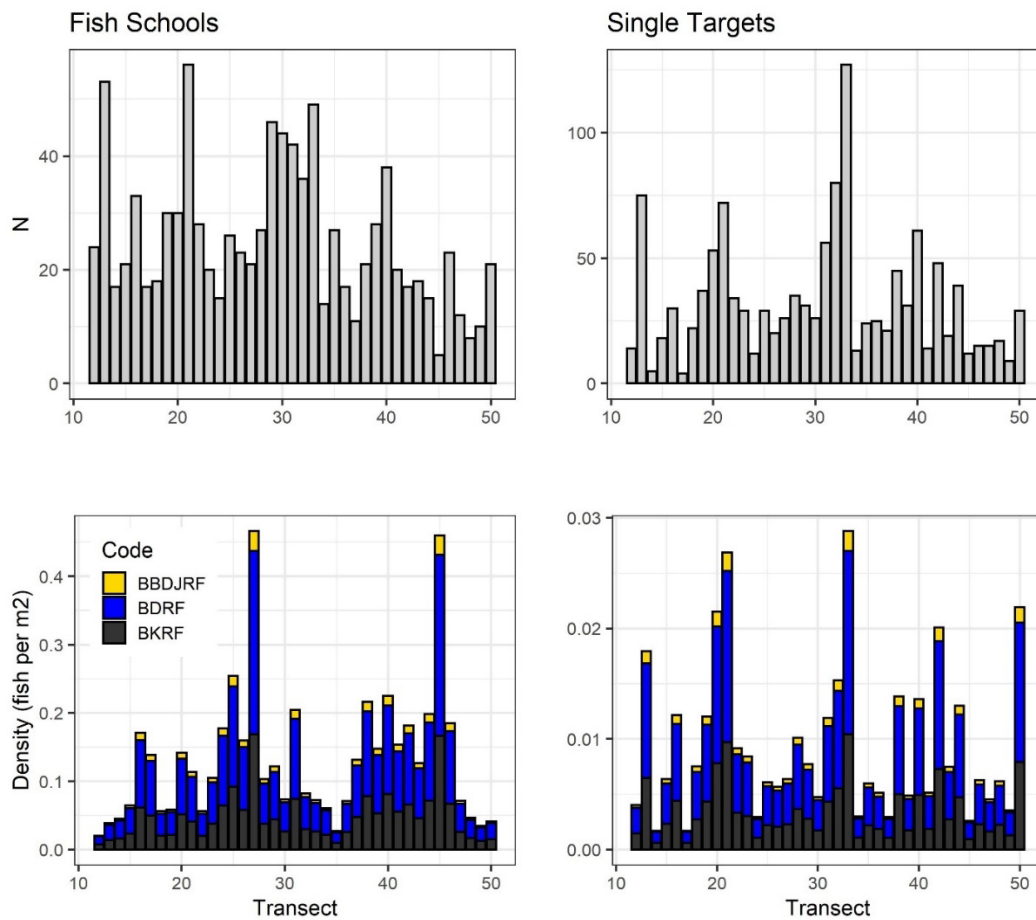 Fish Schools
Single Targets
N
40
20
0
10 20 30 40 50
100
50
0
10 20 30 40 50
Density (fish per m2)
0.4
0.3
0.2
0.1
0.0
Code
BBDJRF
BDRF
BKRF
10 20 30 40 50
Transect
0.03
0.02
0.01
0.00
10 20 30 40 50
Transect